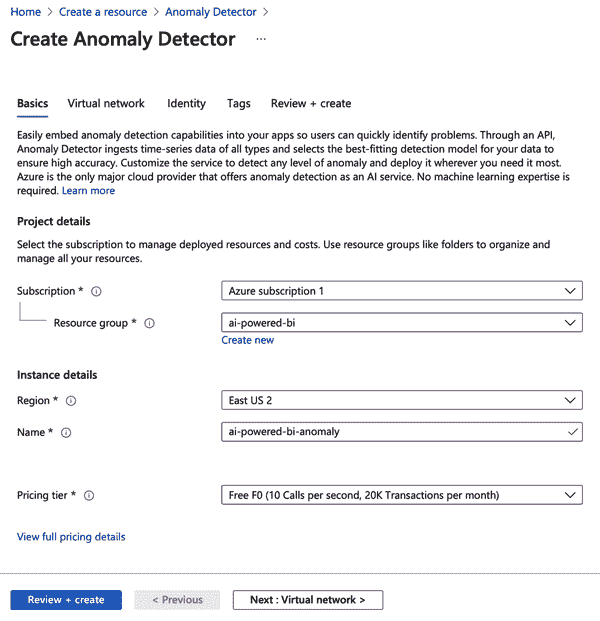 Home > Create a resource > Anomaly Detector >
Create Anomaly Detector ...
Basics Virtual network Identity Tags Review + create
Easily embed anomaly detection capabilities into your apps so users can quickly identify problems. Through an API,
Anomaly Detector ingests time-series data of all types and selects the best-fitting detection model for your data to
ensure high accuracy. Customize the service to detect any level of anomaly and deploy it wherever you need it most.
Azure is the only major cloud provider that offers anomaly detection as an AI service. No machine learning expertise is
required. Learn more
Project details
Select the subscription to manage deployed resources and costs. Use resource groups like folders to organize and
manage all your resources.
Subscription * Azure subscription 1
Resource group * ai-powered-bi
Create new
Instance details
Region * East US 2
Name * ai-powered-bi-anomaly
Pricing tier * Free F0 (10 Calls per second, 20K Transactions per month)
View full pricing details
Review + create < Previous Next : Virtual network >